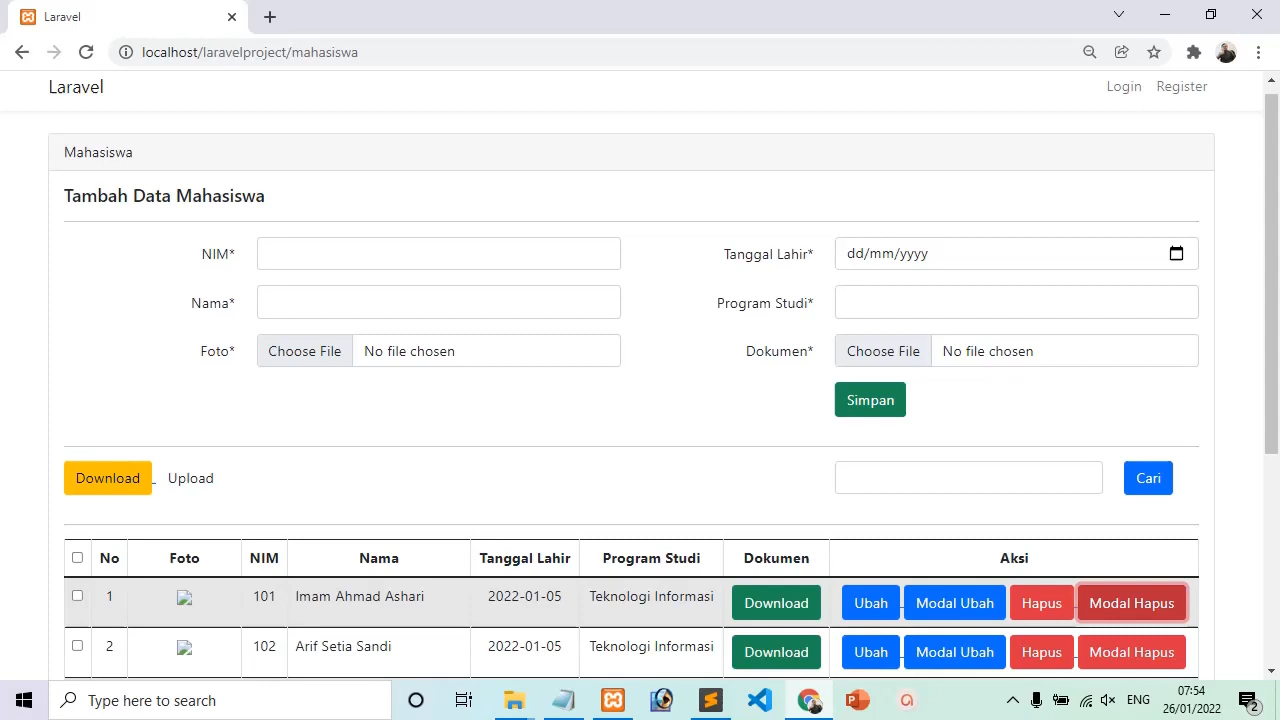 Laravel
localhost/laravelproject/mahasiswa
Laravel
Login Register
Mahasiswa
Tambah Data Mahasiswa
NIM*
Tanggal Lahir* dd/mm/yyyy
Nama*
Program Studi*
Foto* Choose File No file chosen
Dokumen* Choose File No file chosen
Simpan
Download Upload
Cari
No Foto NIM Nama Tanggal Lahir Program Studi Dokumen Aksi
1 101 Imam Ahmad Ashari 2022-01-05 Teknologi Informasi Download Ubah Modal Ubah Hapus Modal Hapus
2 102 Arif Setia Sandi 2022-01-05 Teknologi Informasi Download Ubah Modal Ubah Hapus Modal Hapus
Type here to search
ENG
07:54
26/01/2022
2